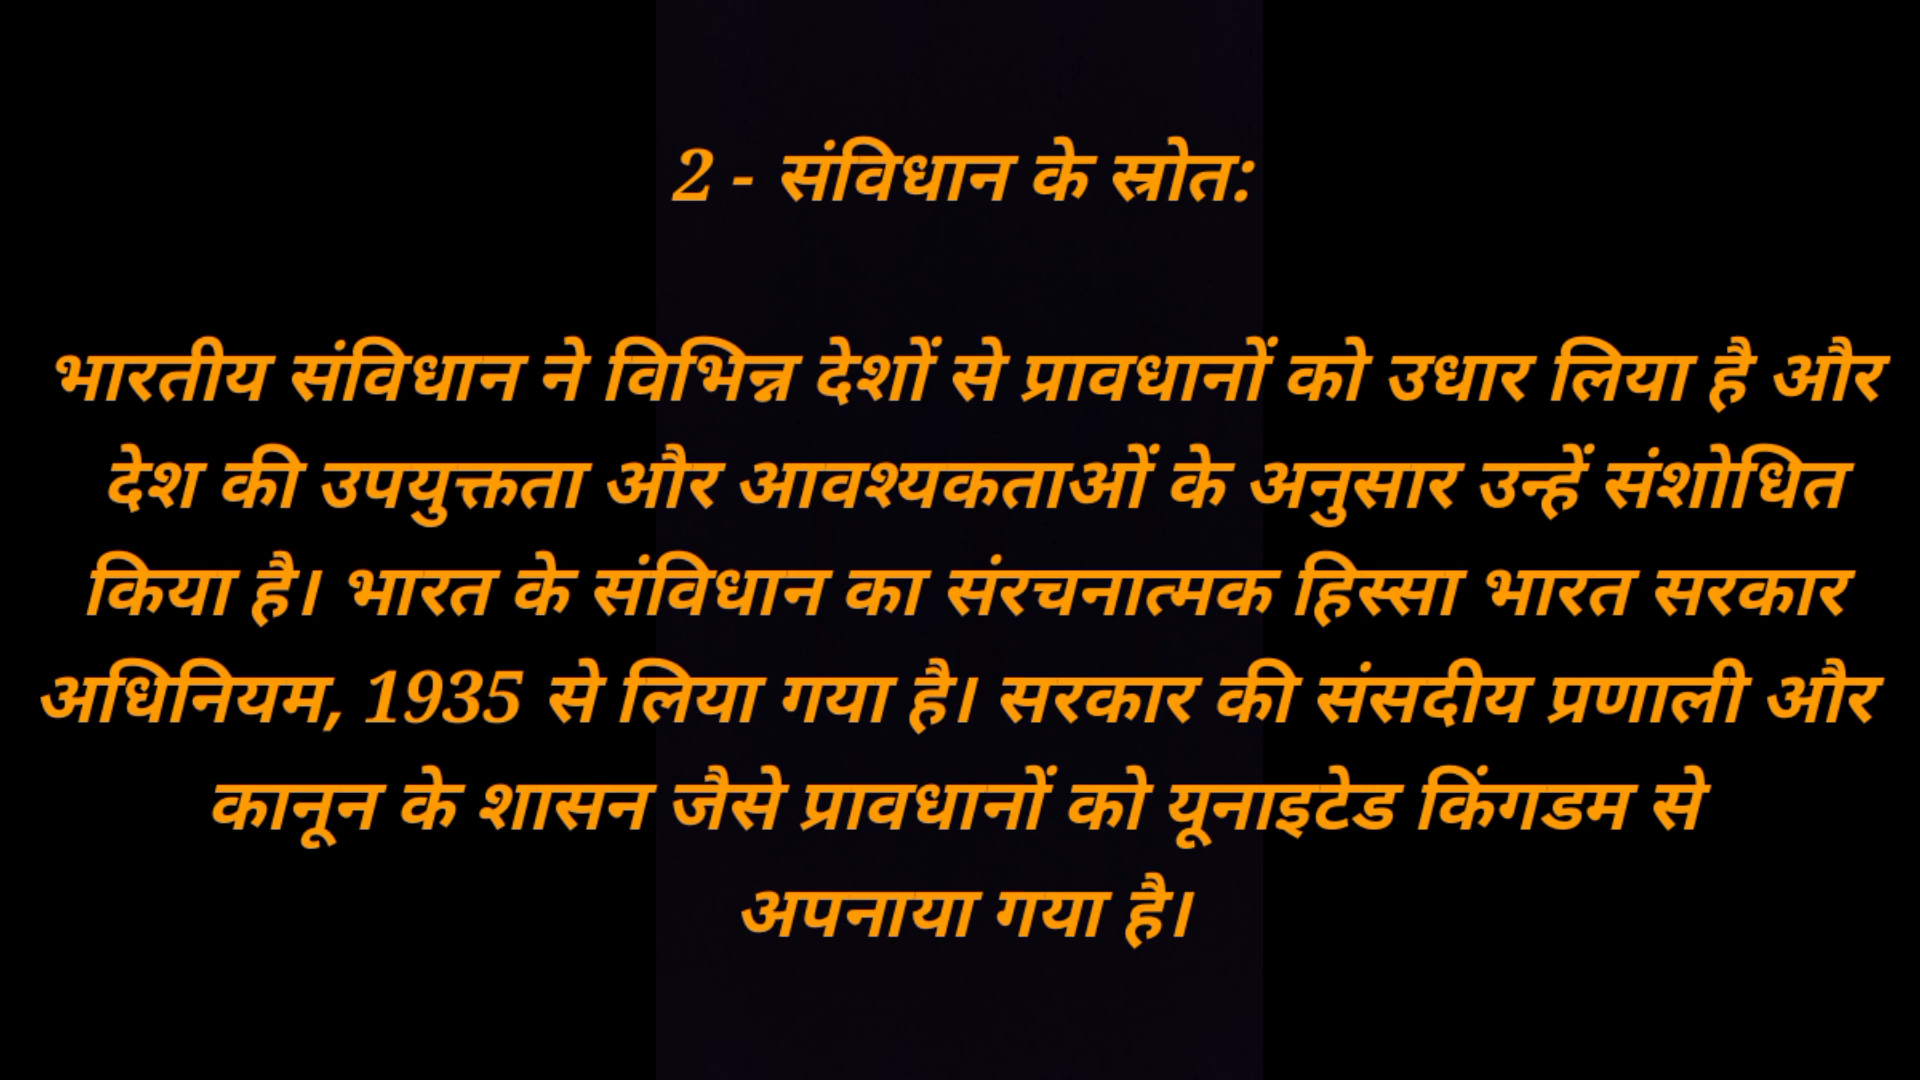 2 - संविधान के स्रोत:
भारतीय संविधान ने विभिन्न देशों से प्रावधानों को उधार लिया है और
देश की उपयुक्तता और आवश्यकताओं के अनुसार उन्हें संशोधित
किया है। भारत के संविधान का संरचनात्मक हिस्सा भारत सरकार
अधिनियम, 1935 से लिया गया है। सरकार की संसदीय प्रणाली और
कानून के शासन जैसे प्रावधानों को यूनाइटेड किंगडम से
अपनाया गया है।